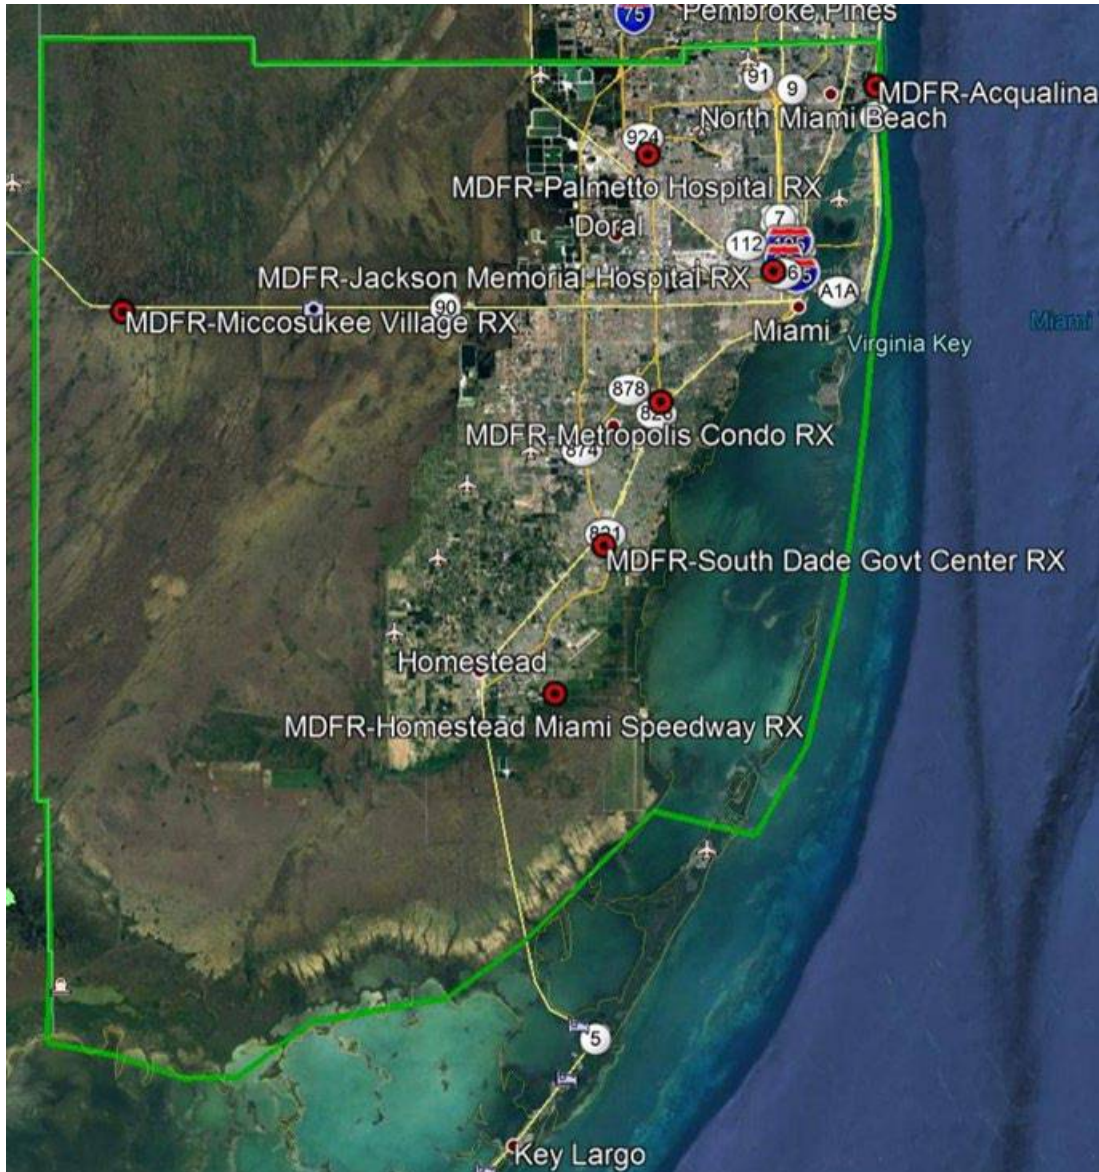 75
Pembroke Pines
91
9
MDFR-Acqualina
North Miami Beach
924
MDFR-Palmetto Hospital RX
7
Doral
112
MDFR-Jackson Memorial Hospital RX
A1A
90
MDFR-Miccosukee Village RX
Miami
Miami
Virginia Key
878
MDFR-Metropolis Condo RX
874
821
MDFR-South Dade Govt Center RX
Homestead
MDFR-Homestead Miami Speedway RX
5
Key Largo